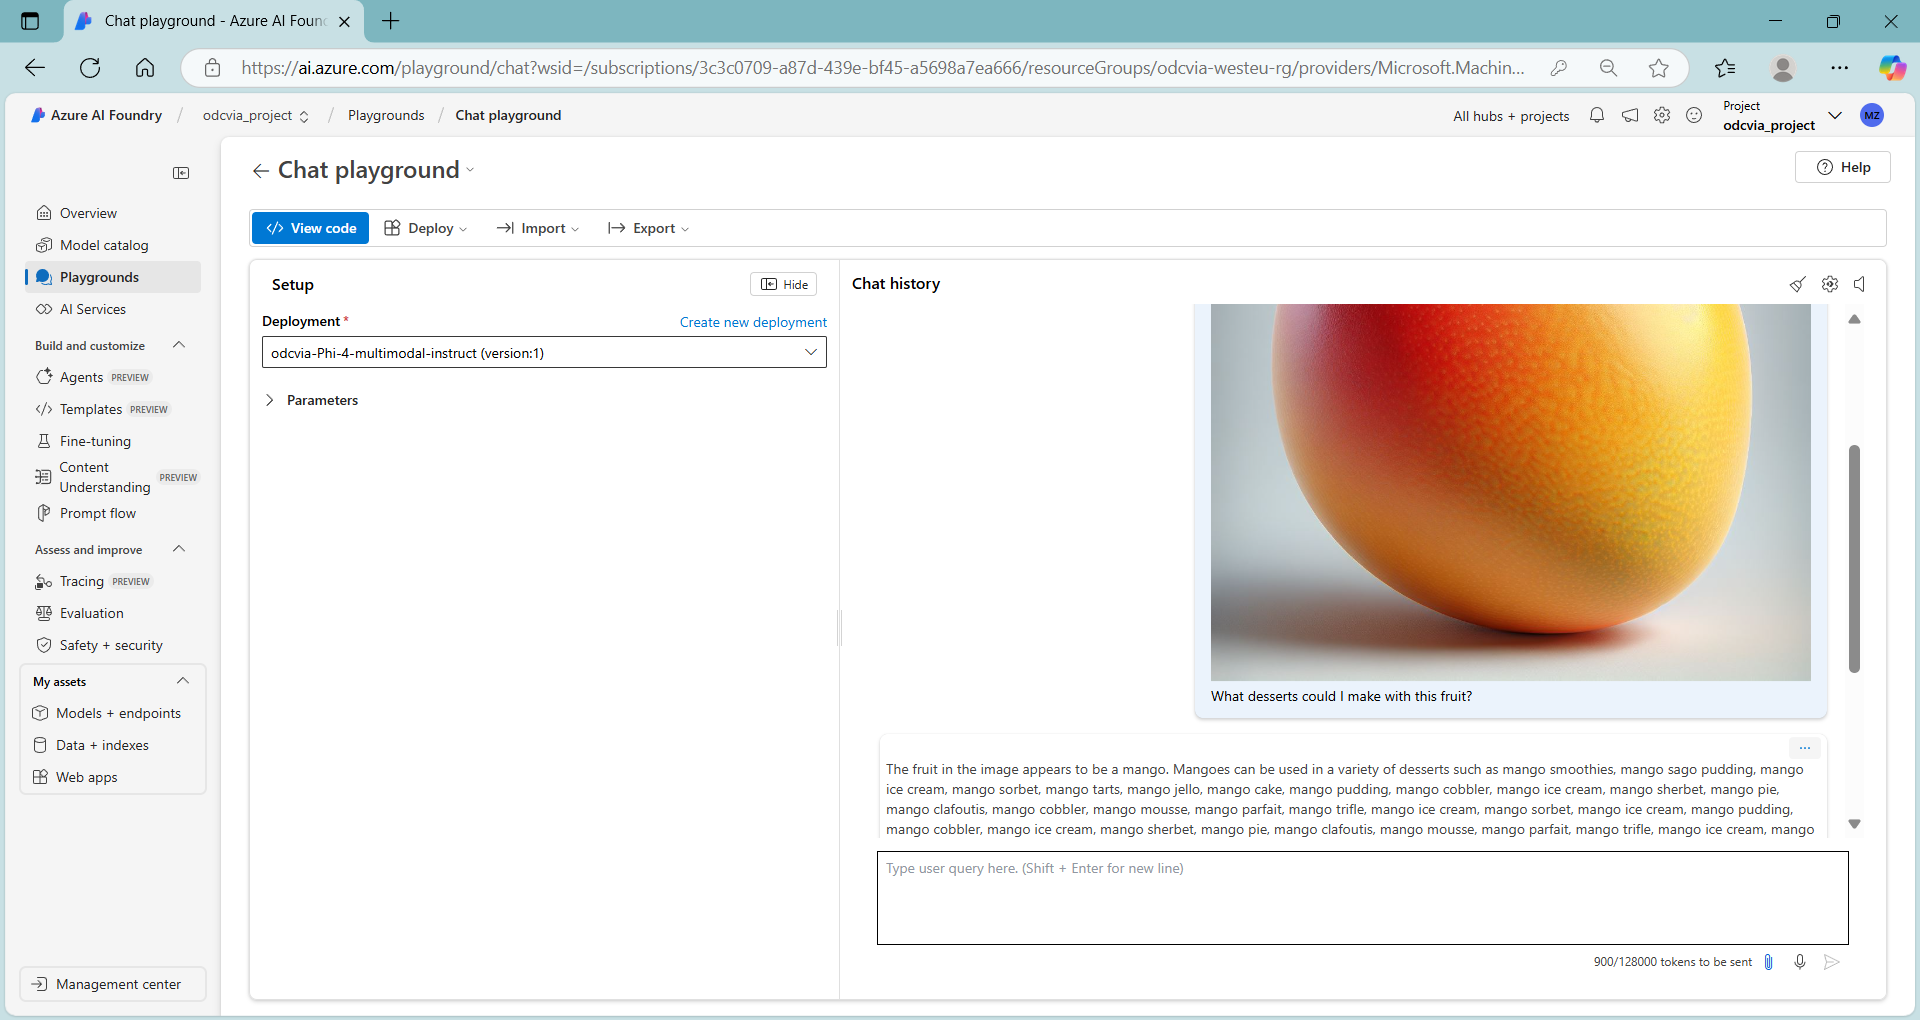 Chat playground - Azure AI Foun
https://ai.azure.com/playground/chat?wsid=/subscriptions/3c3c0709-a87d-439e-bf45-a5698a7ea666/resourceGroups/odcvia-westeu-rg/providers/Microsoft.Machin...
Azure AI Foundry / odcvia_project / Playgrounds / Chat playground
All hubs + projects
Project
odcvia_project
MZ
Chat playground
Help
Overview
Model catalog
Playgrounds
AI Services
Build and customize
Agents PREVIEW
Templates PREVIEW
Fine-tuning
Content
Understanding PREVIEW
Prompt flow
Assess and improve
Tracing PREVIEW
Evaluation
Safety + security
My assets
Models + endpoints
Data + indexes
Web apps
Management center
View code Deploy Import Export
Setup
Hide
Deployment *
Create new deployment
odcvia-Phi-4-multimodal-instruct (version:1)
Parameters
Chat history
What desserts could I make with this fruit?
The fruit in the image appears to be a mango. Mangoes can be used in a variety of desserts such as mango smoothies, mango sago pudding, mango
ice cream, mango sorbet, mango tarts, mango jello, mango cake, mango pudding, mango cobbler, mango ice cream, mango sherbet, mango pie,
mango clafoutis, mango cobbler, mango mousse, mango parfait, mango trifle, mango ice cream, mango sorbet, mango ice cream, mango pudding,
mango cobbler, mango ice cream, mango sherbet, mango pie, mango clafoutis, mango mousse, mango parfait, mango trifle, mango ice cream, mango
Type user query here. (Shift + Enter for new line)
900/128000 tokens to be sent